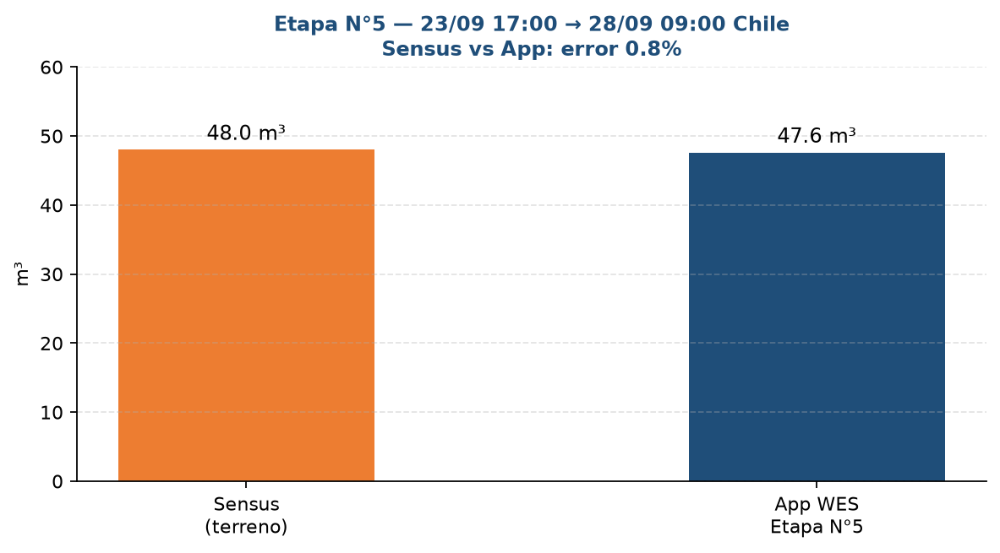 Etapa N°5 — 23/09 17:00 → 28/09 09:00 Chile
Sensus vs App: error 0.8%
60
50
40
30
20
10
0
m³
48.0 m³
47.6 m³
Sensus
(terreno)
App WES
Etapa N°5